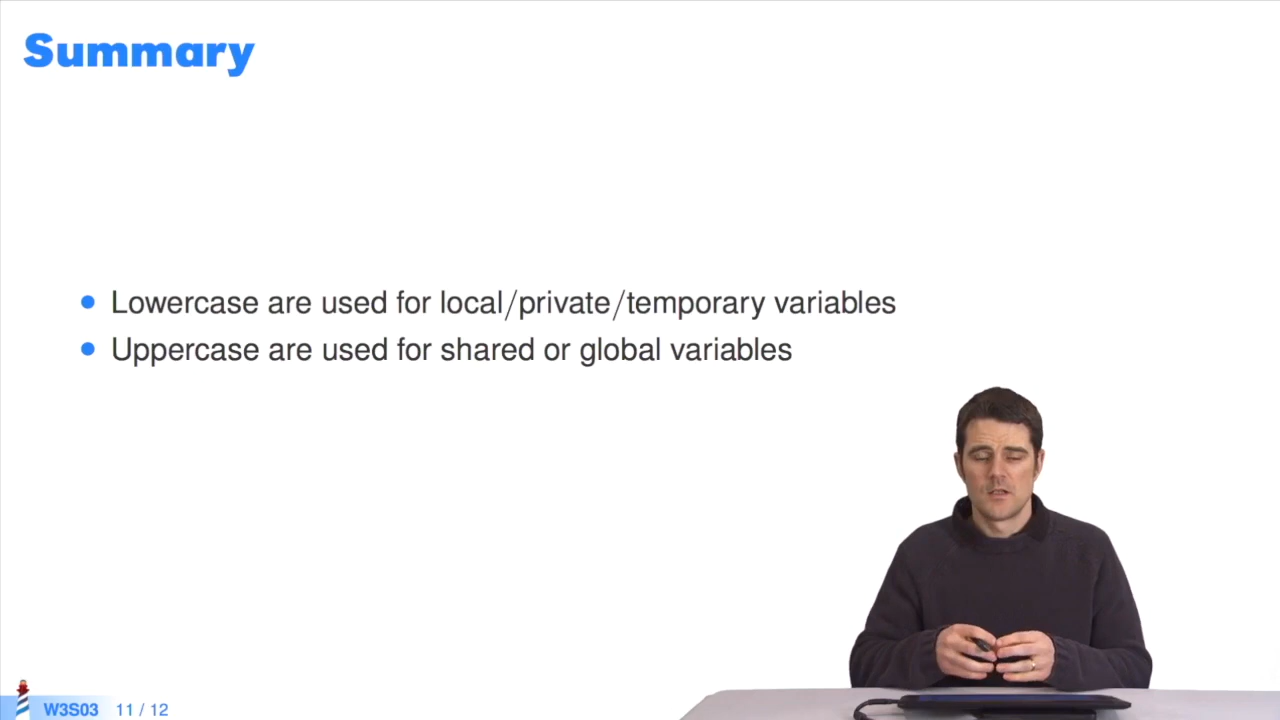 Summary
Lowercase are used for local/private/temporary variables
Uppercase are used for shared or global variables
W3S03 11 / 12